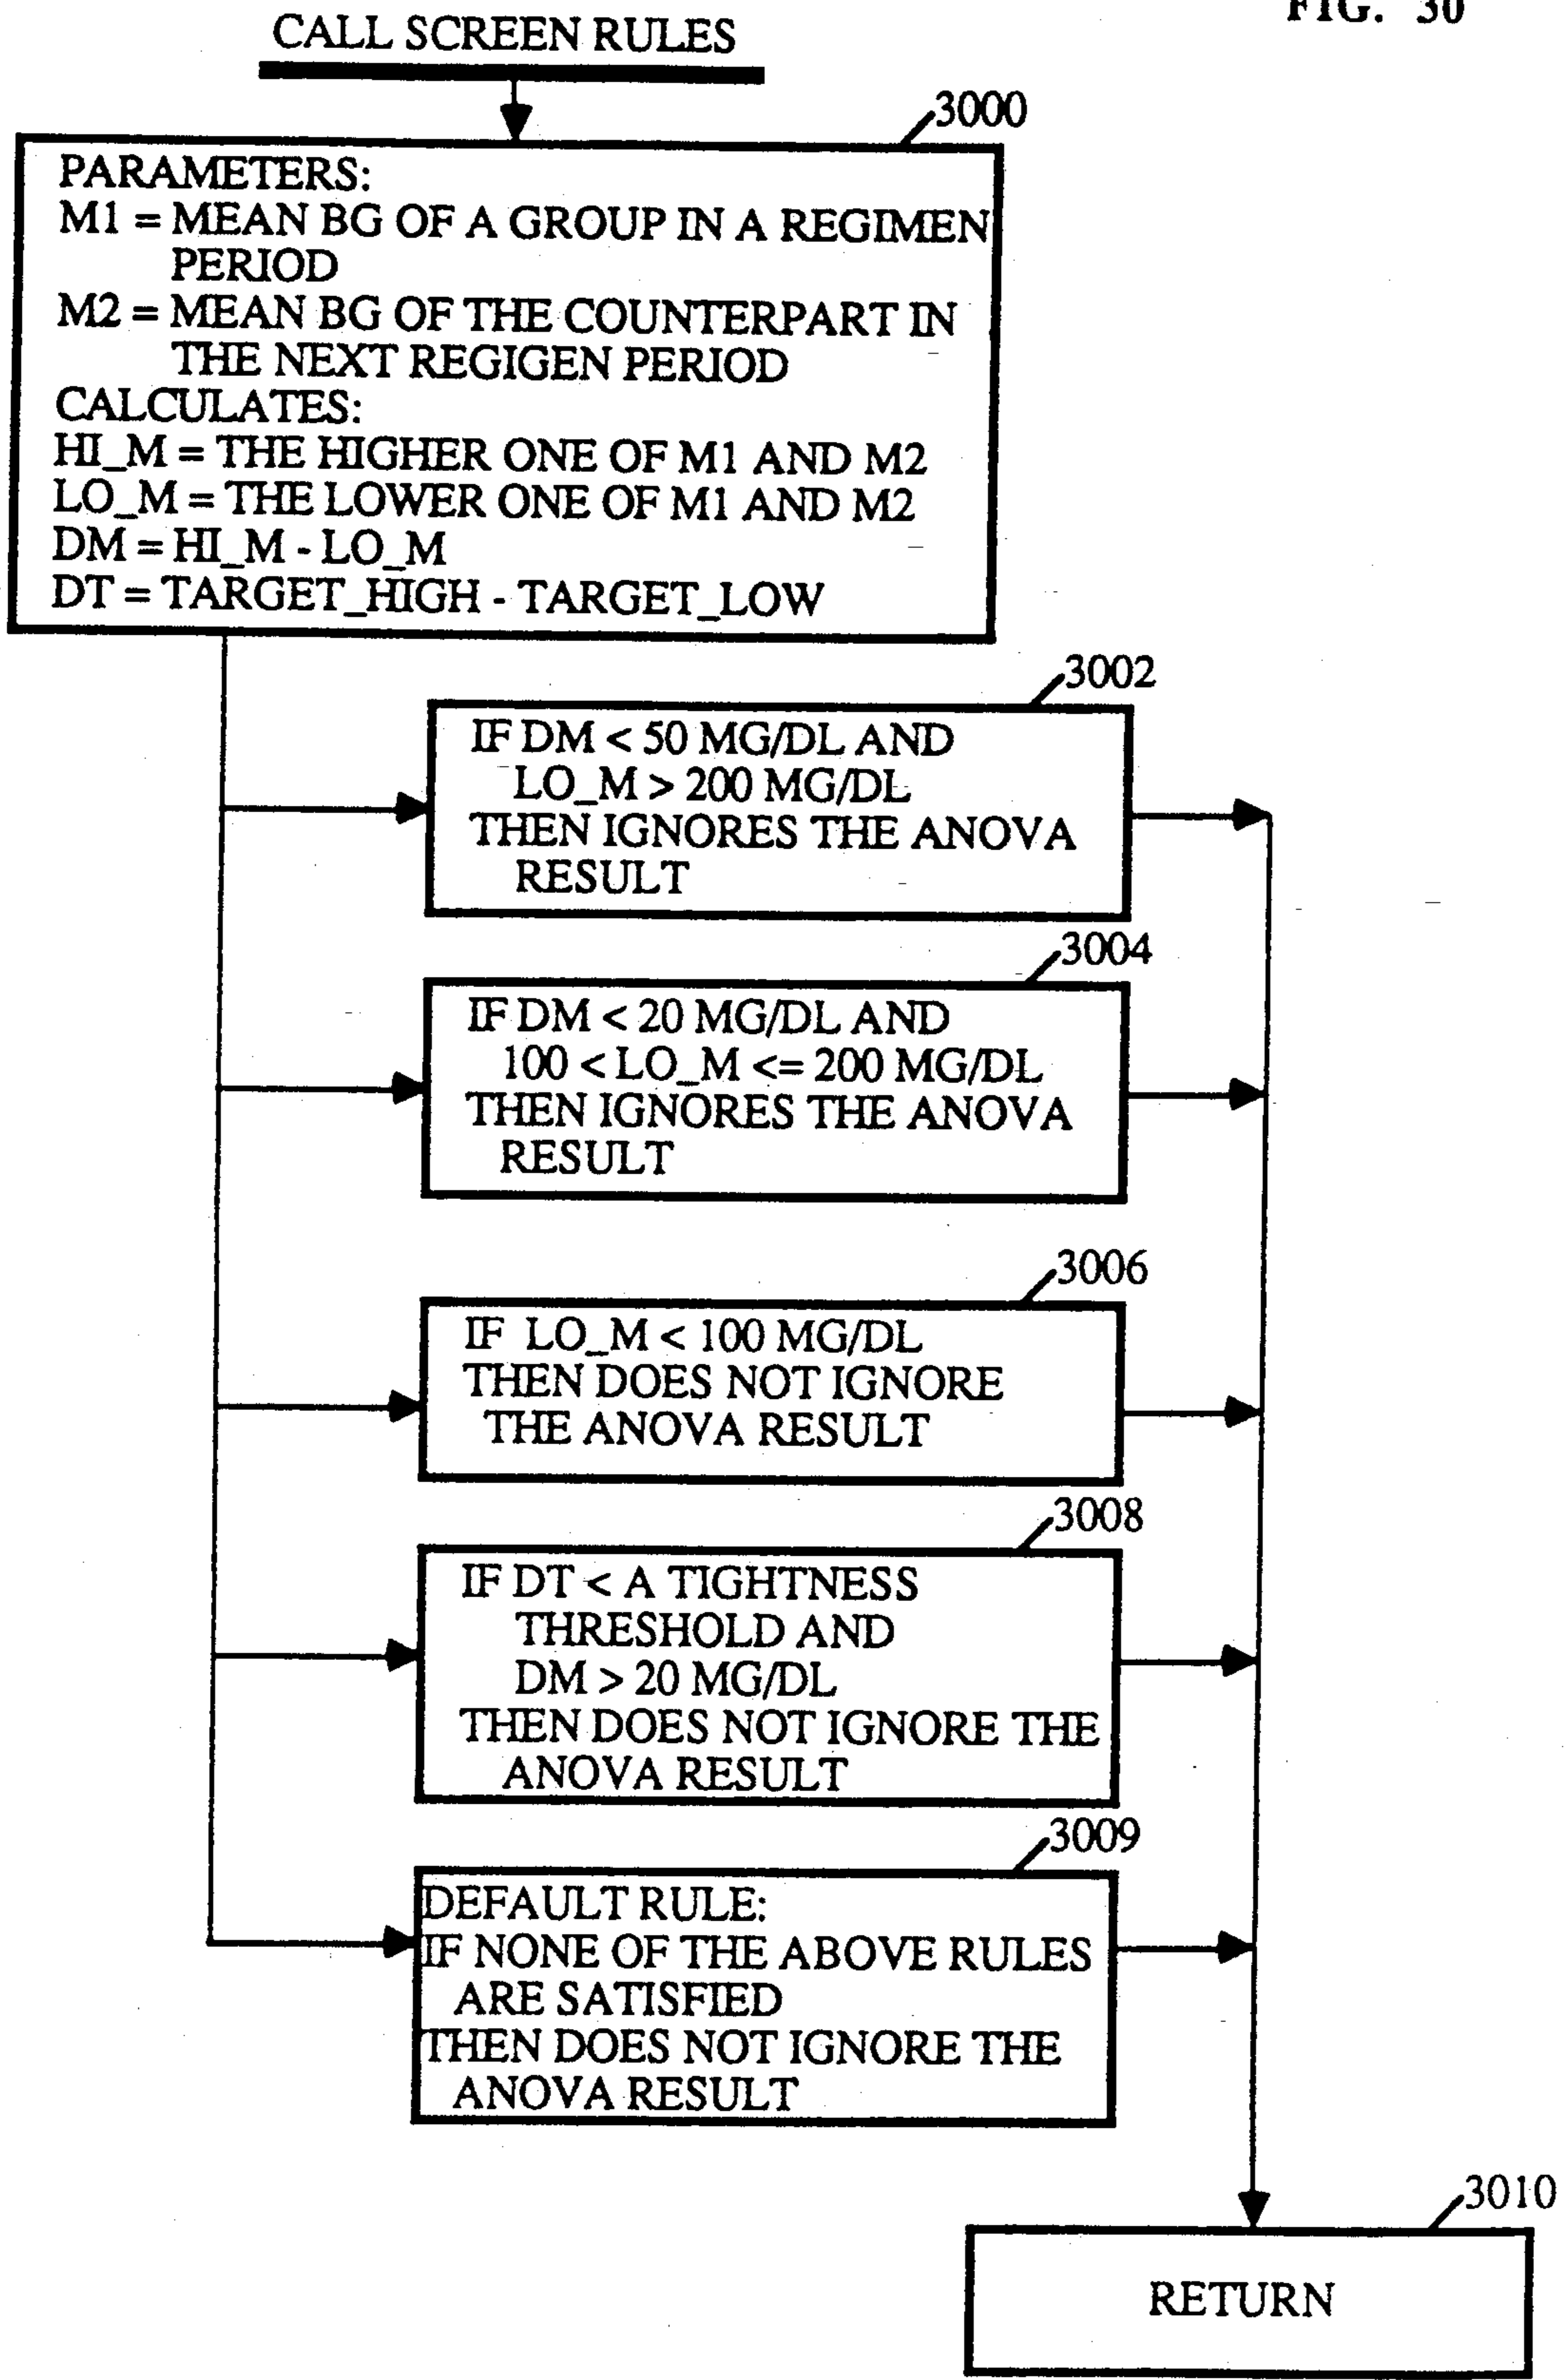 FIG. 30
CALL SCREEN RULES
3000
PARAMETERS:
M1 = MEAN BG OF A GROUP IN A REGIMEN
PERIOD
M2 = MEAN BG OF THE COUNTERPART IN
THE NEXT REGIGEN PERIOD
CALCULATES:
HI_M = THE HIGHER ONE OF M1 AND M2
LO_M = THE LOWER ONE OF M1 AND M2
DM = HI_M - LO_M
DT = TARGET_HIGH - TARGET_LOW
3002
IF DM < 50 MG/DL AND
LO_M > 200 MG/DL
THEN IGNORES THE ANOVA
RESULT
3004
IF DM < 20 MG/DL AND
100 < LO_M <= 200 MG/DL
THEN IGNORES THE ANOVA
RESULT
3006
IF LO_M < 100 MG/DL
THEN DOES NOT IGNORE
THE ANOVA RESULT
3008
IF DT < A TIGHTNESS
THRESHOLD AND
DM > 20 MG/DL
THEN DOES NOT IGNORE THE
ANOVA RESULT
3009
DEFAULT RULE:
IF NONE OF THE ABOVE RULES
ARE SATISFIED
THEN DOES NOT IGNORE THE
ANOVA RESULT
3010
RETURN